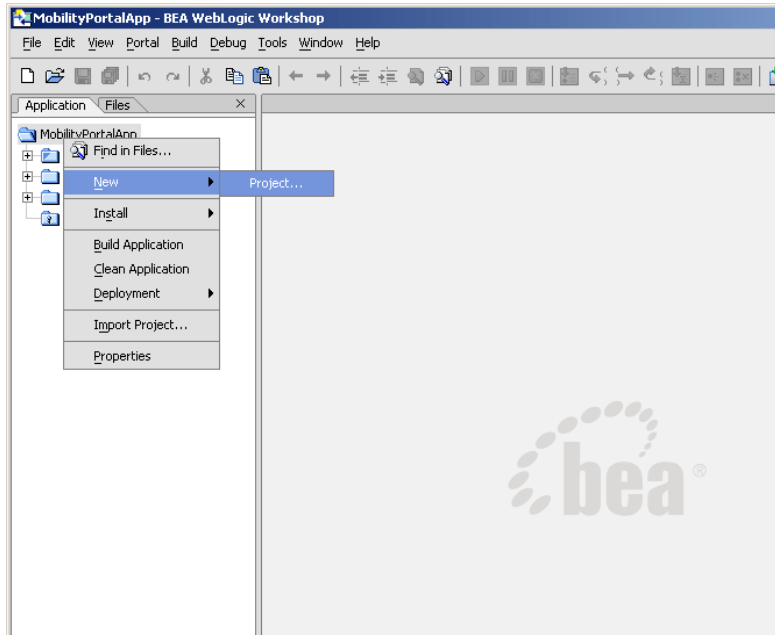 MobilityPortalApp - BEA WebLogic Workshop
File Edit View Portal Build Debug Tools Window Help
Application Files
MobilityPortalApp
Find in Files...
New Project...
Install
Build Application
Clean Application
Deployment
Import Project...
Properties
bea®